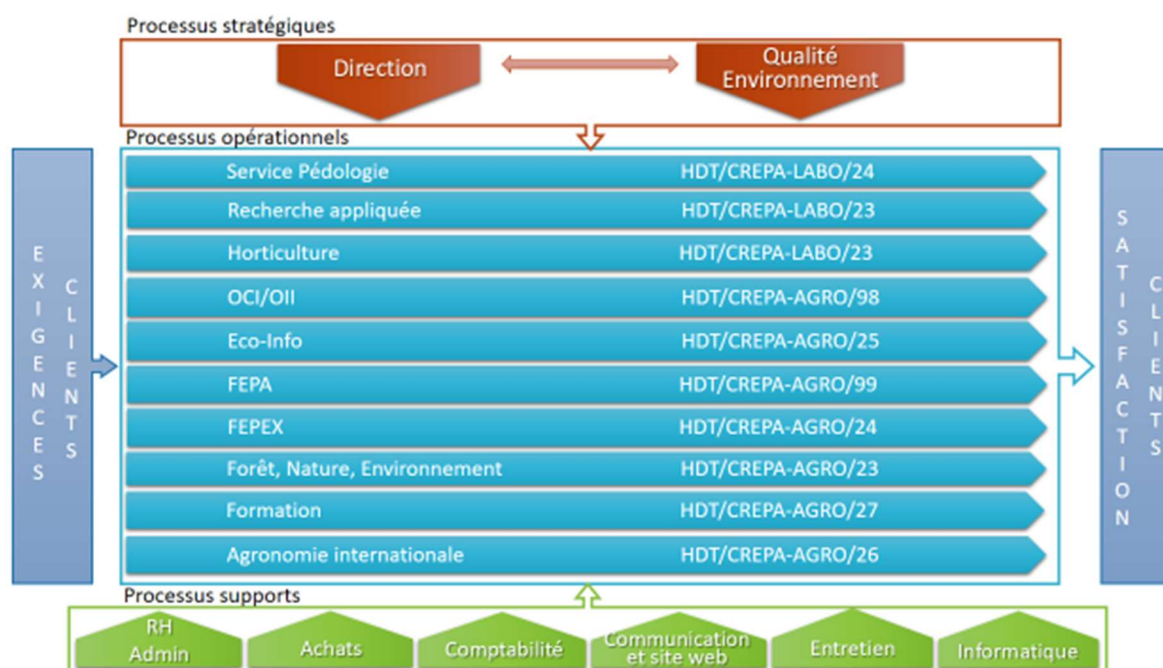 Processus stratégiques
Direction
Qualité
Environnement
Processus opérationnels
EXIGENCES
CLIENTS
Service Pédologie HDT/CREPA-LABO/24
Recherche appliquée HDT/CREPA-LABO/23
Horticulture HDT/CREPA-LABO/23
OCI/OII HDT/CREPA-AGRO/98
Eco-Info HDT/CREPA-AGRO/25
FEPA HDT/CREPA-AGRO/99
FEPEX HDT/CREPA-AGRO/24
Forêt, Nature, Environnement HDT/CREPA-AGRO/23
Formation HDT/CREPA-AGRO/27
Agronomie internationale HDT/CREPA-AGRO/26
SATISFACTION
CLIENTS
Processus supports
RH
Admin
Achats
Comptabilité
Communication
et site web
Entretien
Informatique